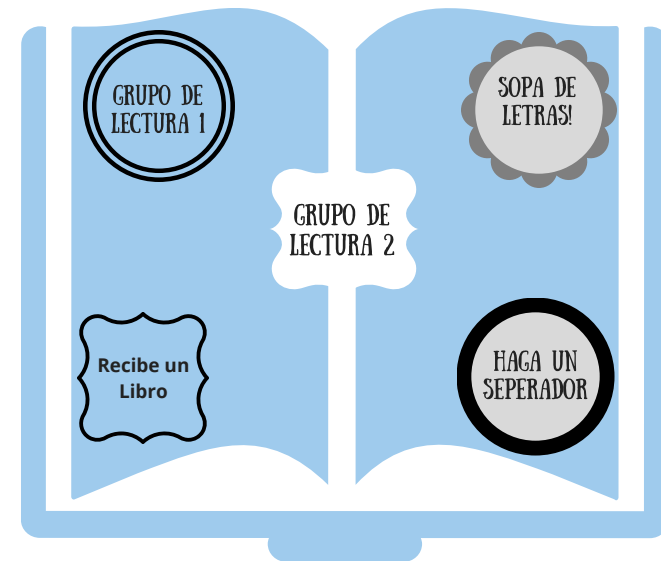 GRUPO DE
LECTURA 1
SOPA DE
LETRAS!
GRUPO DE
LECTURA 2
Recibe un
Libro
HAGA UN
SEPERADOR